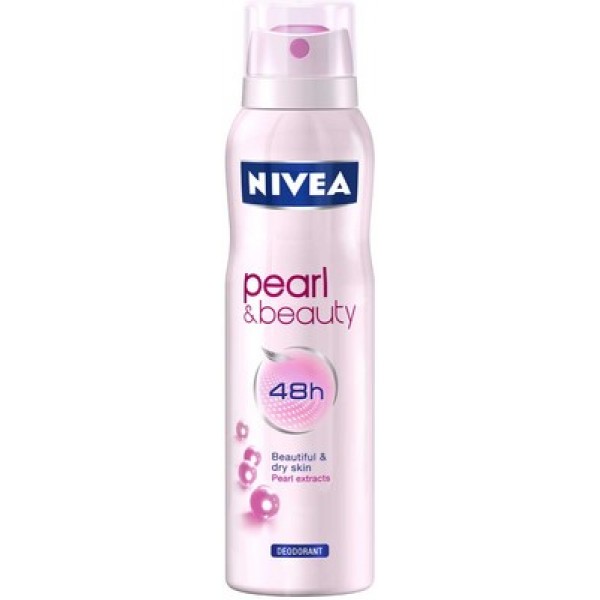 NIVEA
pearl
&beauty
48h
Beautiful &
dry skin
Pearl extracts
DEODORANT